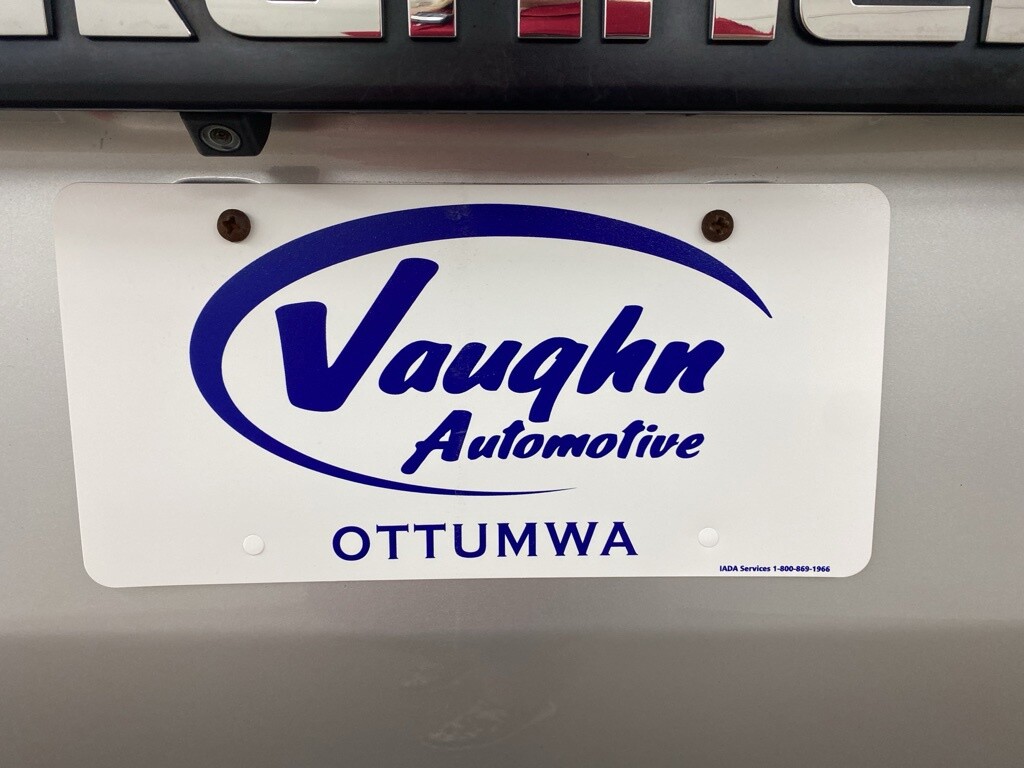 Vaughn
Automotive
OTTUMWA
IADA Services 1-800-869-1966